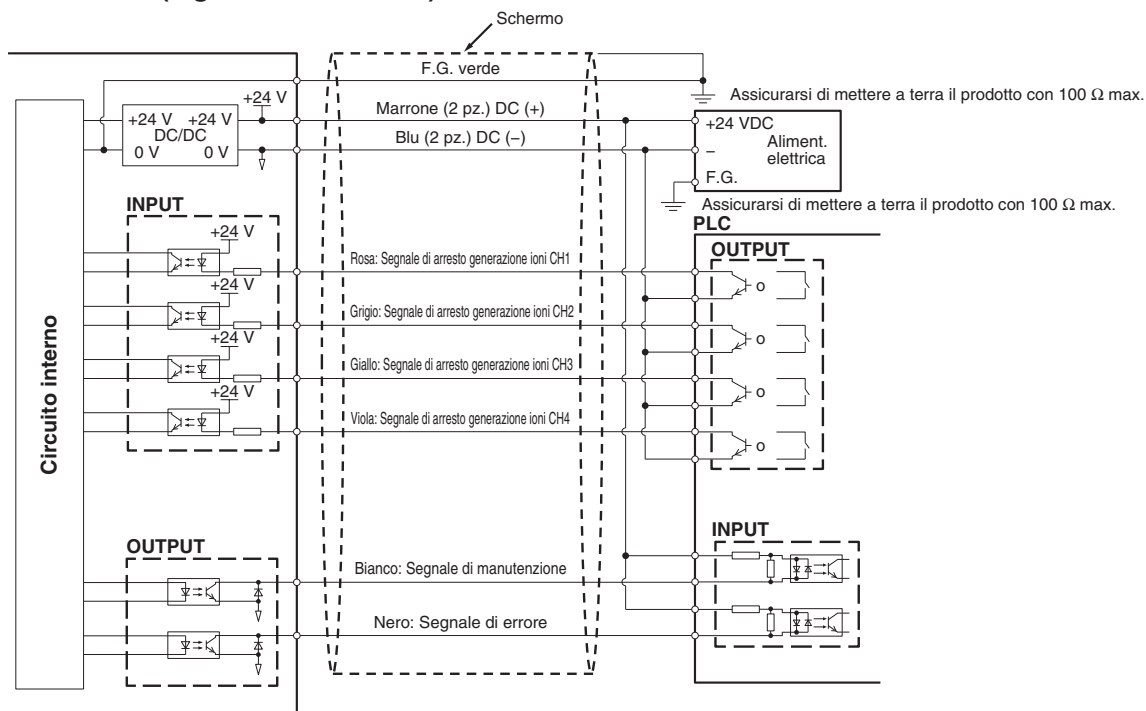 Schermo
F.G. verde
Assicurarsi di mettere a terra il prodotto con 100 Ω max.
+24 V
Marrone (2 pz.) DC (+)
+24 V +24 V
DC/DC
0 V 0 V
Blu (2 pz.) DC (−)
+24 VDC
−
Aliment.
elettrica
F.G.
Assicurarsi di mettere a terra il prodotto con 100 Ω max.
INPUT
PLC
OUTPUT
+24 V
Rosa: Segnale di arresto generazione ioni CH1
o
+24 V
Grigio: Segnale di arresto generazione ioni CH2
o
+24 V
Giallo: Segnale di arresto generazione ioni CH3
o
+24 V
Viola: Segnale di arresto generazione ioni CH4
o
Circuito interno
OUTPUT
INPUT
Bianco: Segnale di manutenzione
Nero: Segnale di errore